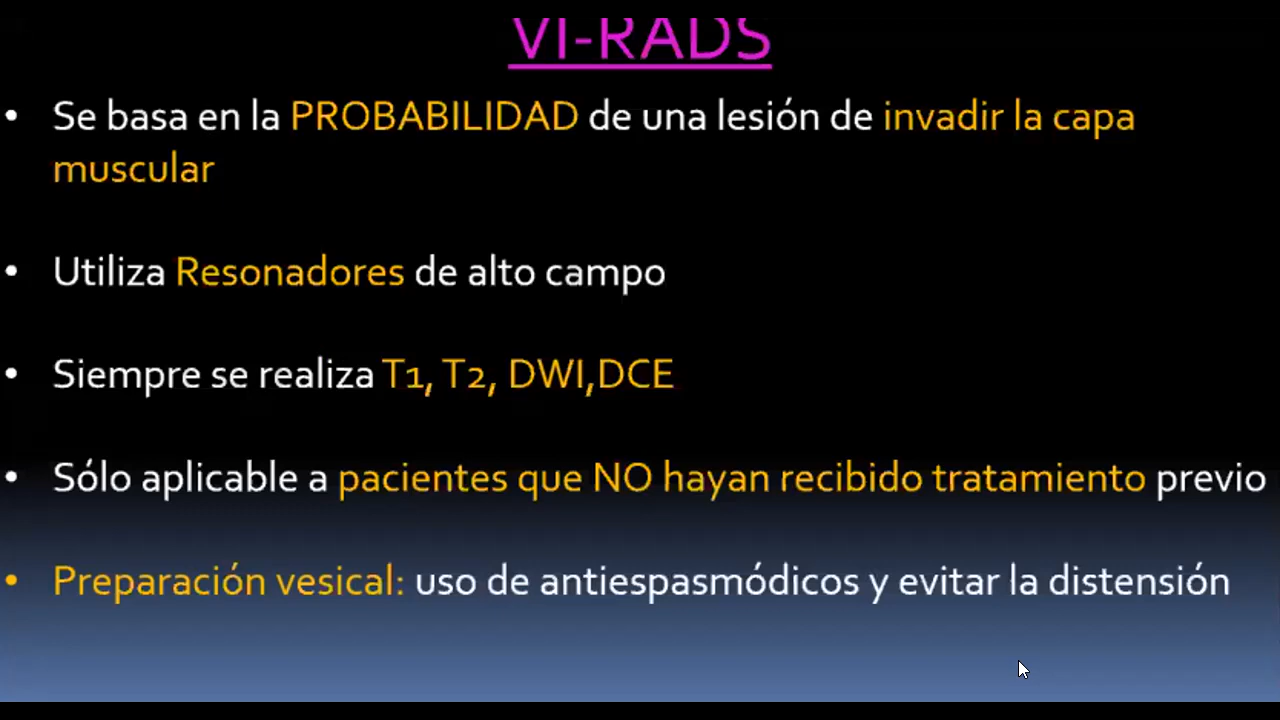 VI-RADS
• Se basa en la PROBABILIDAD de una lesión de invadir la capa
muscular
• Utiliza Resonadores de alto campo
• Siempre se realiza T1, T2, DWI,DCE
• Sólo aplicable a pacientes que NO hayan recibido tratamiento previo
• Preparación vesical: uso de antiespasmódicos y evitar la distensión